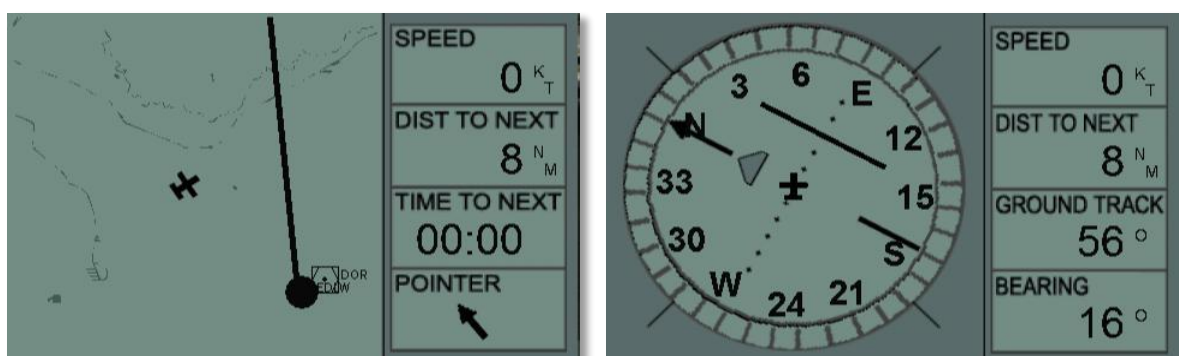 SPEED
0 KT
DIST TO NEXT
8 NM
TIME TO NEXT
00:00
POINTER
DOR
EDLW
3 6 E
N
12
33
15
30
S
W
24 21
SPEED
0 KT
DIST TO NEXT
8 NM
GROUND TRACK
56 °
BEARING
16 °